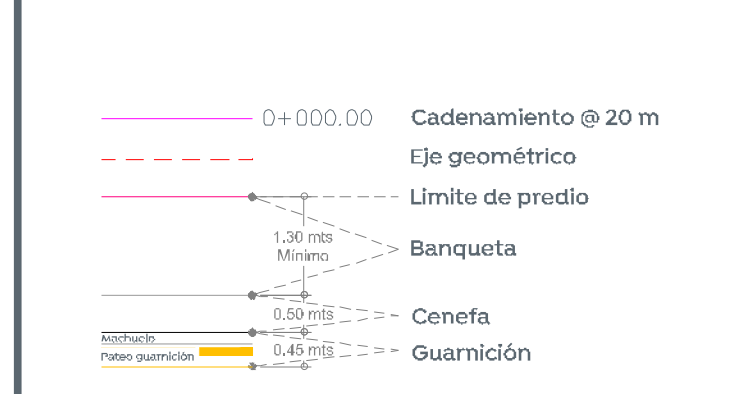 0+000.00 Cadenamiento @ 20 m
Eje geométrico
Limite de predio
1.30 mts
Mínimo
Banqueta
0.50 mts
Cenefa
Machuelo
Pateo guarnición
0.45 mts
Guarnición